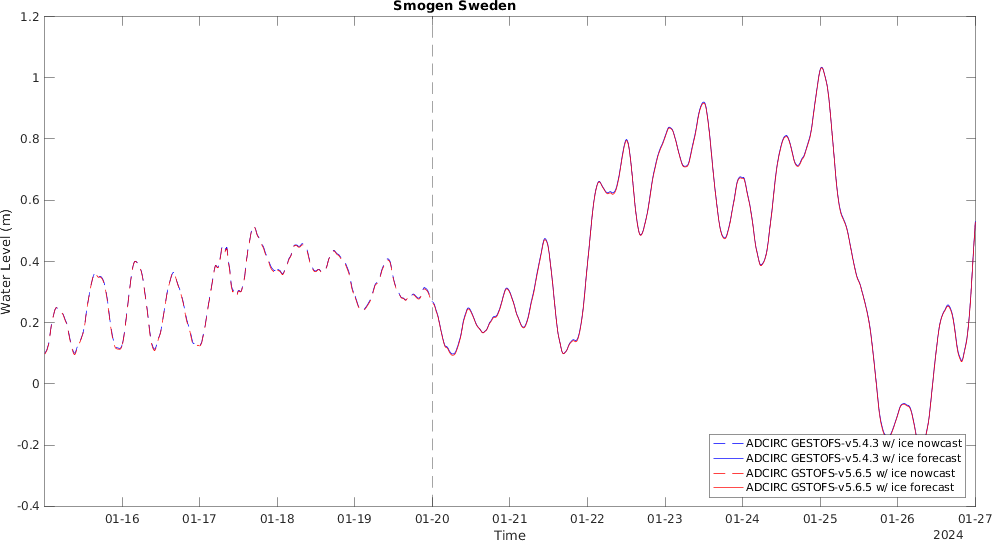 Smogen Sweden
1.2
1
0.8
0.6
0.4
0.2
0
-0.2
-0.4
Water Level (m)
ADCIRC GESTOFS-v5.4.3 w/ ice nowcast
ADCIRC GESTOFS-v5.4.3 w/ ice forecast
ADCIRC GSTOFS-v5.6.5 w/ ice nowcast
ADCIRC GSTOFS-v5.6.5 w/ ice forecast
01-16 01-17 01-18 01-19 01-20 01-21 01-22 01-23 01-24 01-25 01-26 01-27
Time
2024